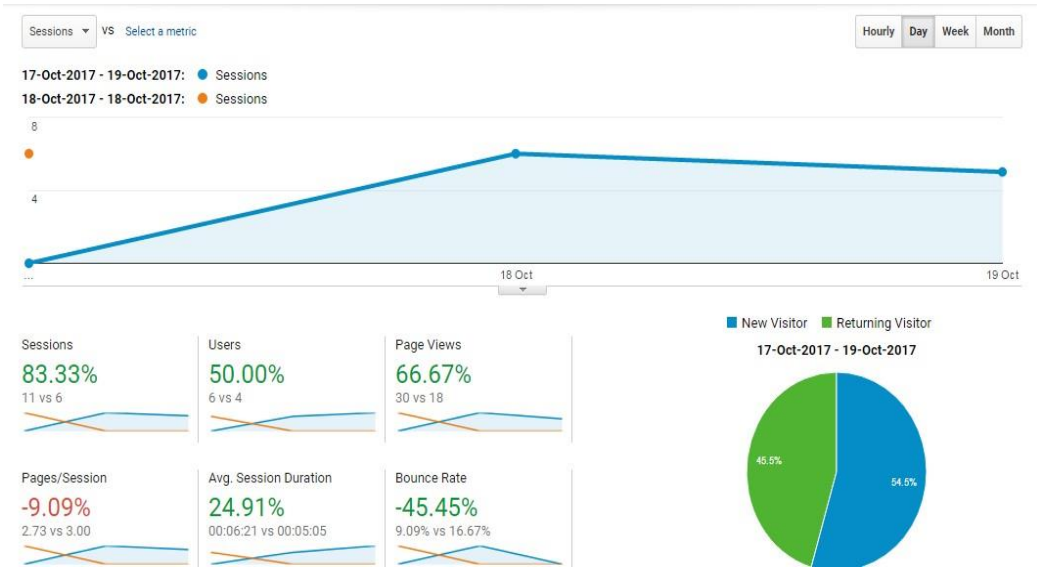 Sessions VS Select a metric Hourly Day Week Month
17-Oct-2017 - 19-Oct-2017: Sessions
18-Oct-2017 - 18-Oct-2017: Sessions
8
4
... 18 Oct 19 Oct
New Visitor Returning Visitor
17-Oct-2017 - 19-Oct-2017
45.5%
54.5%
Sessions
83.33%
11 vs 6
Users
50.00%
6 vs 4
Page Views
66.67%
30 vs 18
Pages/Session
-9.09%
2.73 vs 3.00
Avg. Session Duration
24.91%
00:06:21 vs 00:05:05
Bounce Rate
-45.45%
9.09% vs 16.67%